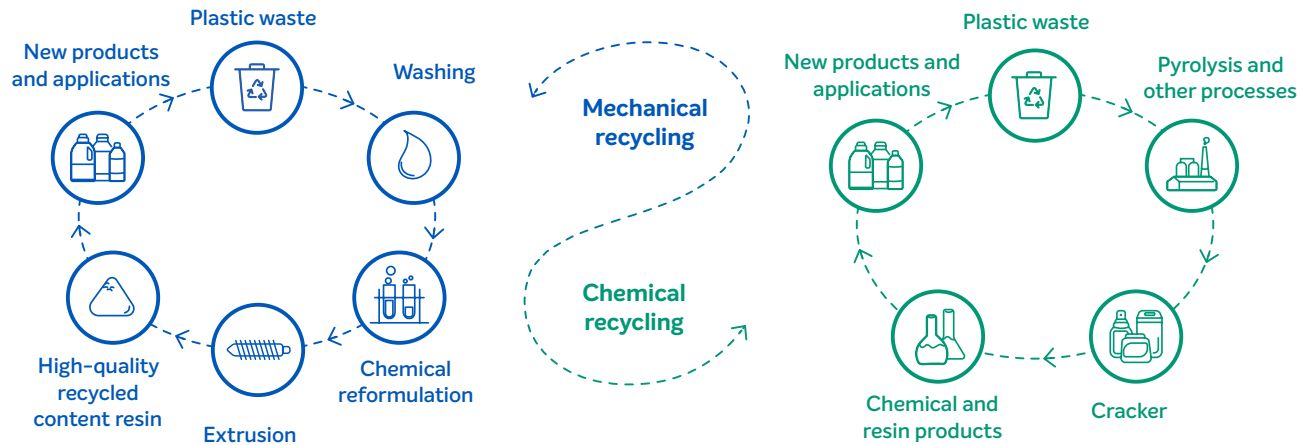 Plastic waste
New products
and applications
Washing
High-quality
recycled
content resin
Chemical
reformulation
Extrusion
Mechanical
recycling
Chemical
recycling
Plastic waste
New products and
applications
Pyrolysis and
other processes
Chemical and
resin products
Cracker